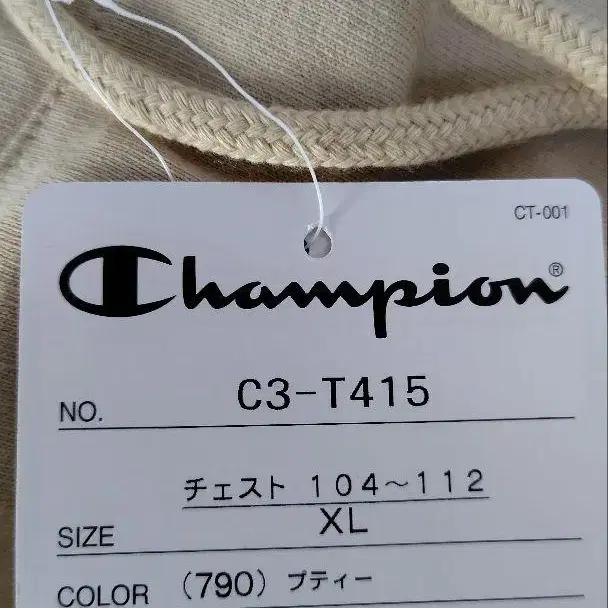 CT-001
Champion®
NO. C3-T415
チェスト 104〜112
SIZE XL
COLOR (790) プティー